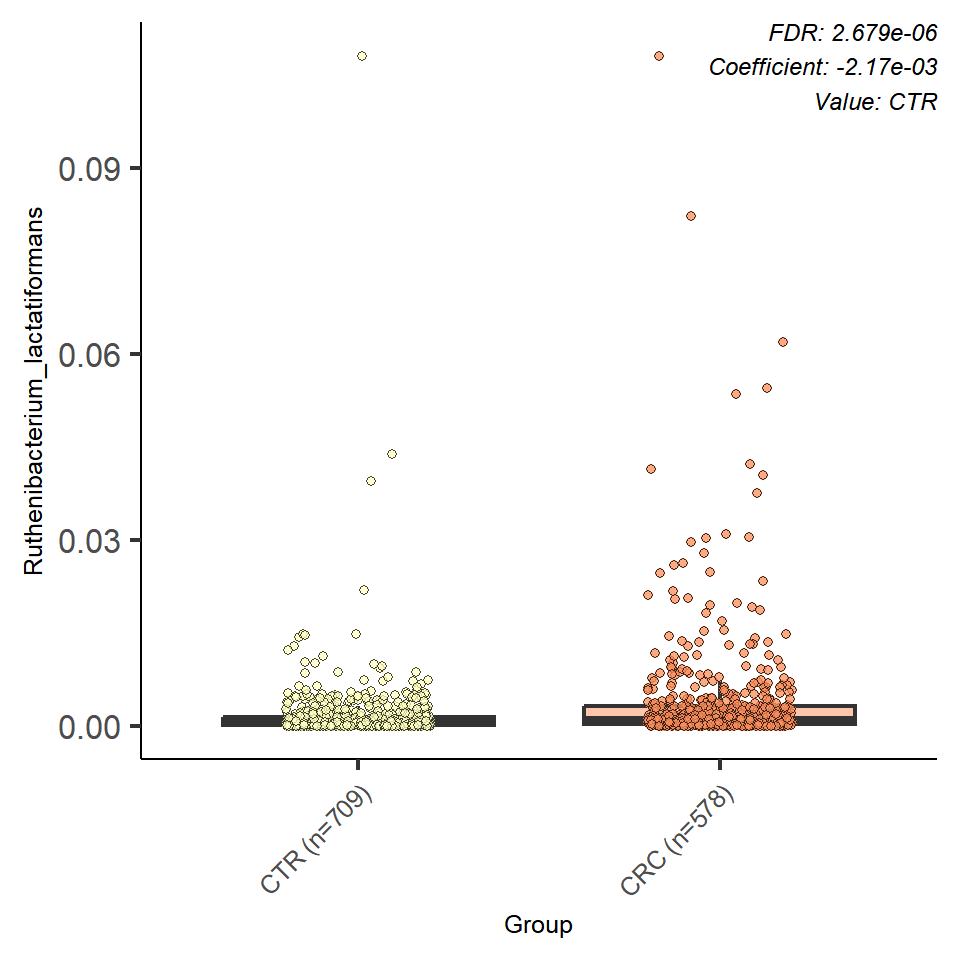 FDR: 2.679e-06
Coefficient: -2.17e-03
Value: CTR
Ruthenibacterium_lactatiformans
0.09
0.06
0.03
0.00
CTR (n=709)
CRC (n=578)
Group